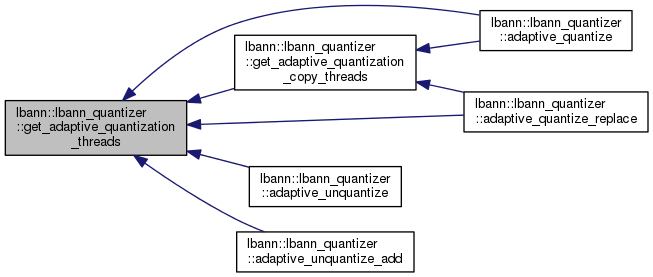 lbann::lbann_quantizer
::adaptive_quantize
lbann::lbann_quantizer
::get_adaptive_quantization
_copy_threads
lbann::lbann_quantizer
::adaptive_quantize_replace
lbann::lbann_quantizer
::get_adaptive_quantization
_threads
lbann::lbann_quantizer
::adaptive_unquantize
lbann::lbann_quantizer
::adaptive_unquantize_add